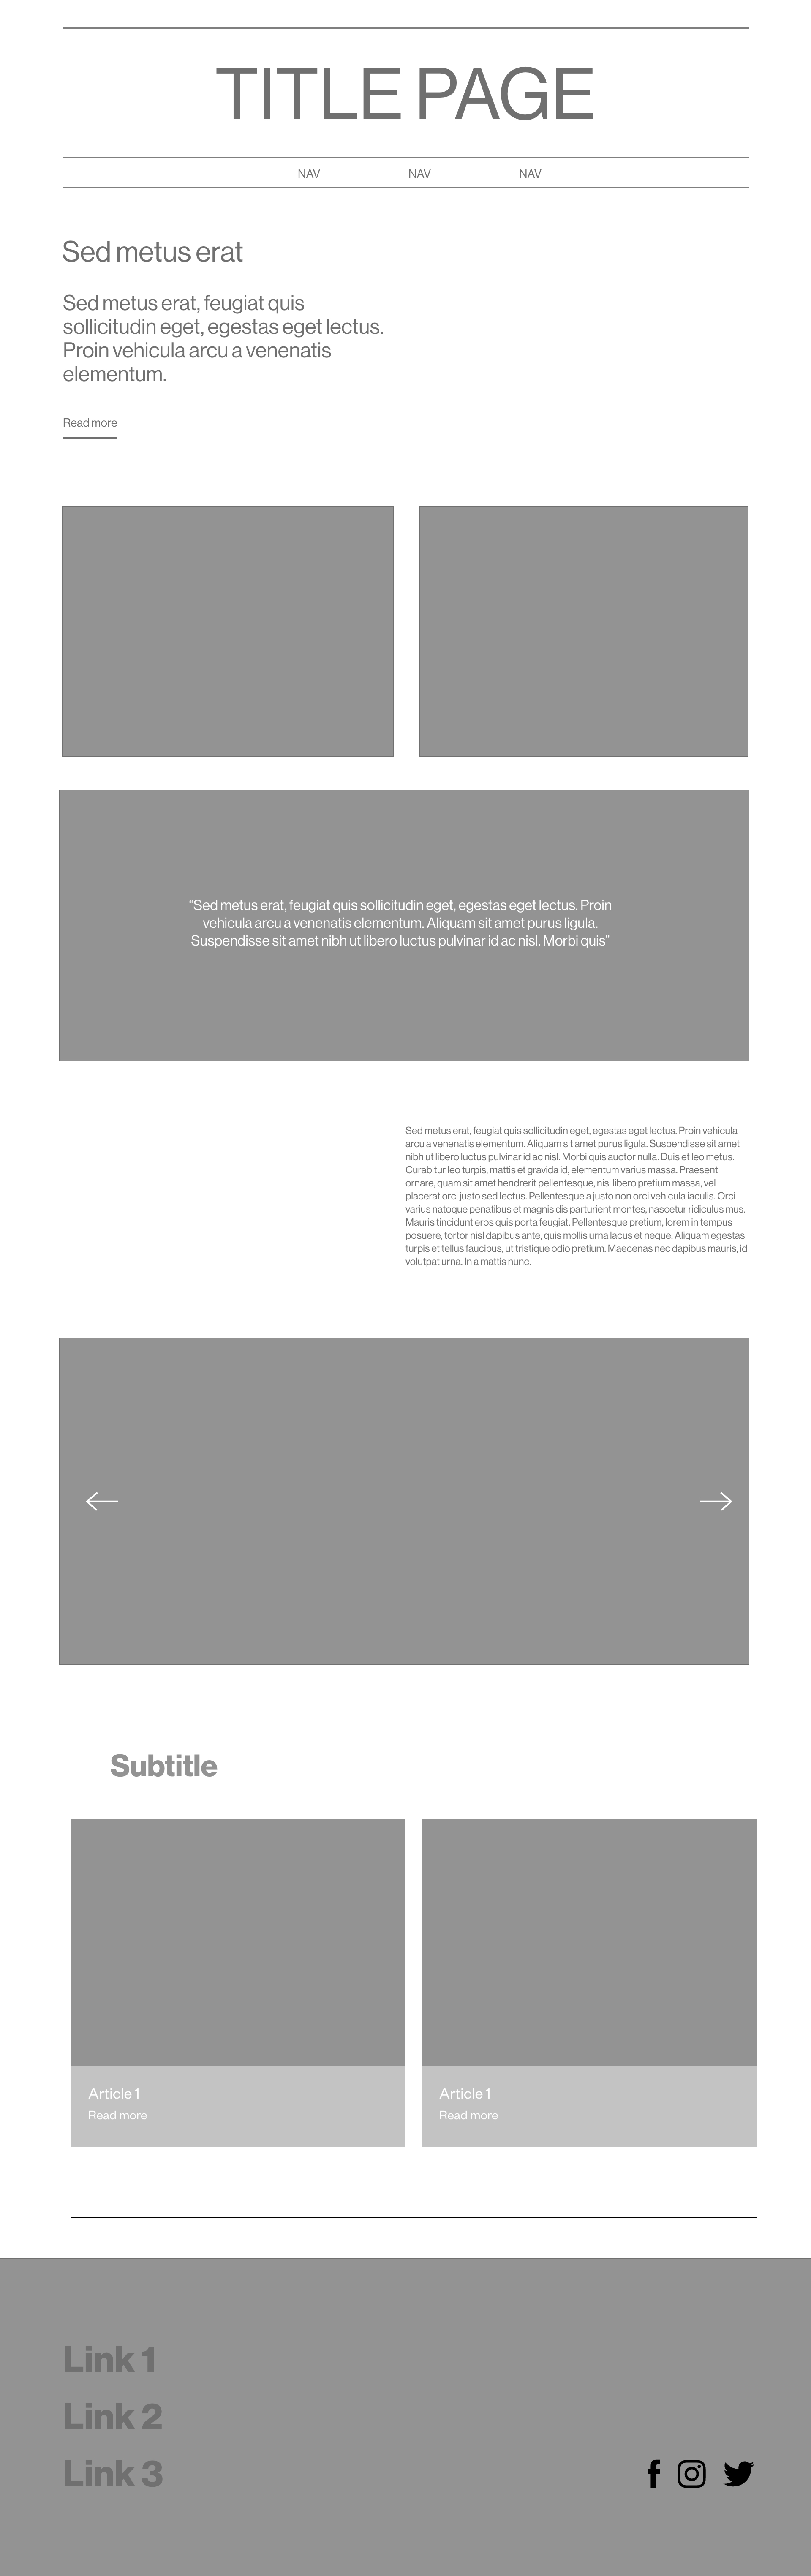 TITLE PAGE
NAV NAV NAV
Sed metus erat
Sed metus erat, feugiat quis
sollicitudin eget, egestas eget lectus.
Proin vehicula arcu a venenatis
elementum.
Read more
“Sed metus erat, feugiat quis sollicitudin eget, egestas eget lectus. Proin
vehicula arcu a venenatis elementum. Aliquam sit amet purus ligula.
Suspendisse sit amet nibh ut libero luctus pulvinar id ac nisl. Morbi quis”
Sed metus erat, feugiat quis sollicitudin eget, egestas eget lectus. Proin vehicula
arcu a venenatis elementum. Aliquam sit amet purus ligula. Suspendisse sit amet
nibh ut libero luctus pulvinar id ac nisl. Morbi quis auctor nulla. Duis et leo metus.
Curabitur leo turpis, mattis et gravida id, elementum varius massa. Praesent
ornare, quam sit amet hendrerit pellentesque, nisi libero pretium massa, vel
placerat orci justo sed lectus. Pellentesque a justo non orci vehicula iaculis. Orci
varius natoque penatibus et magnis dis parturient montes, nascetur ridiculus mus.
Mauris tincidunt eros quis porta feugiat. Pellentesque pretium, lorem in tempus
posuere, tortor nisl dapibus ante, quis mollis urna lacus et neque. Aliquam egestas
turpis et tellus faucibus, ut tristique odio pretium. Maecenas nec dapibus mauris, id
volutpat urna. In a mattis nunc.
Subtitle
Article 1
Read more
Article 1
Read more
Link 1
Link 2
Link 3